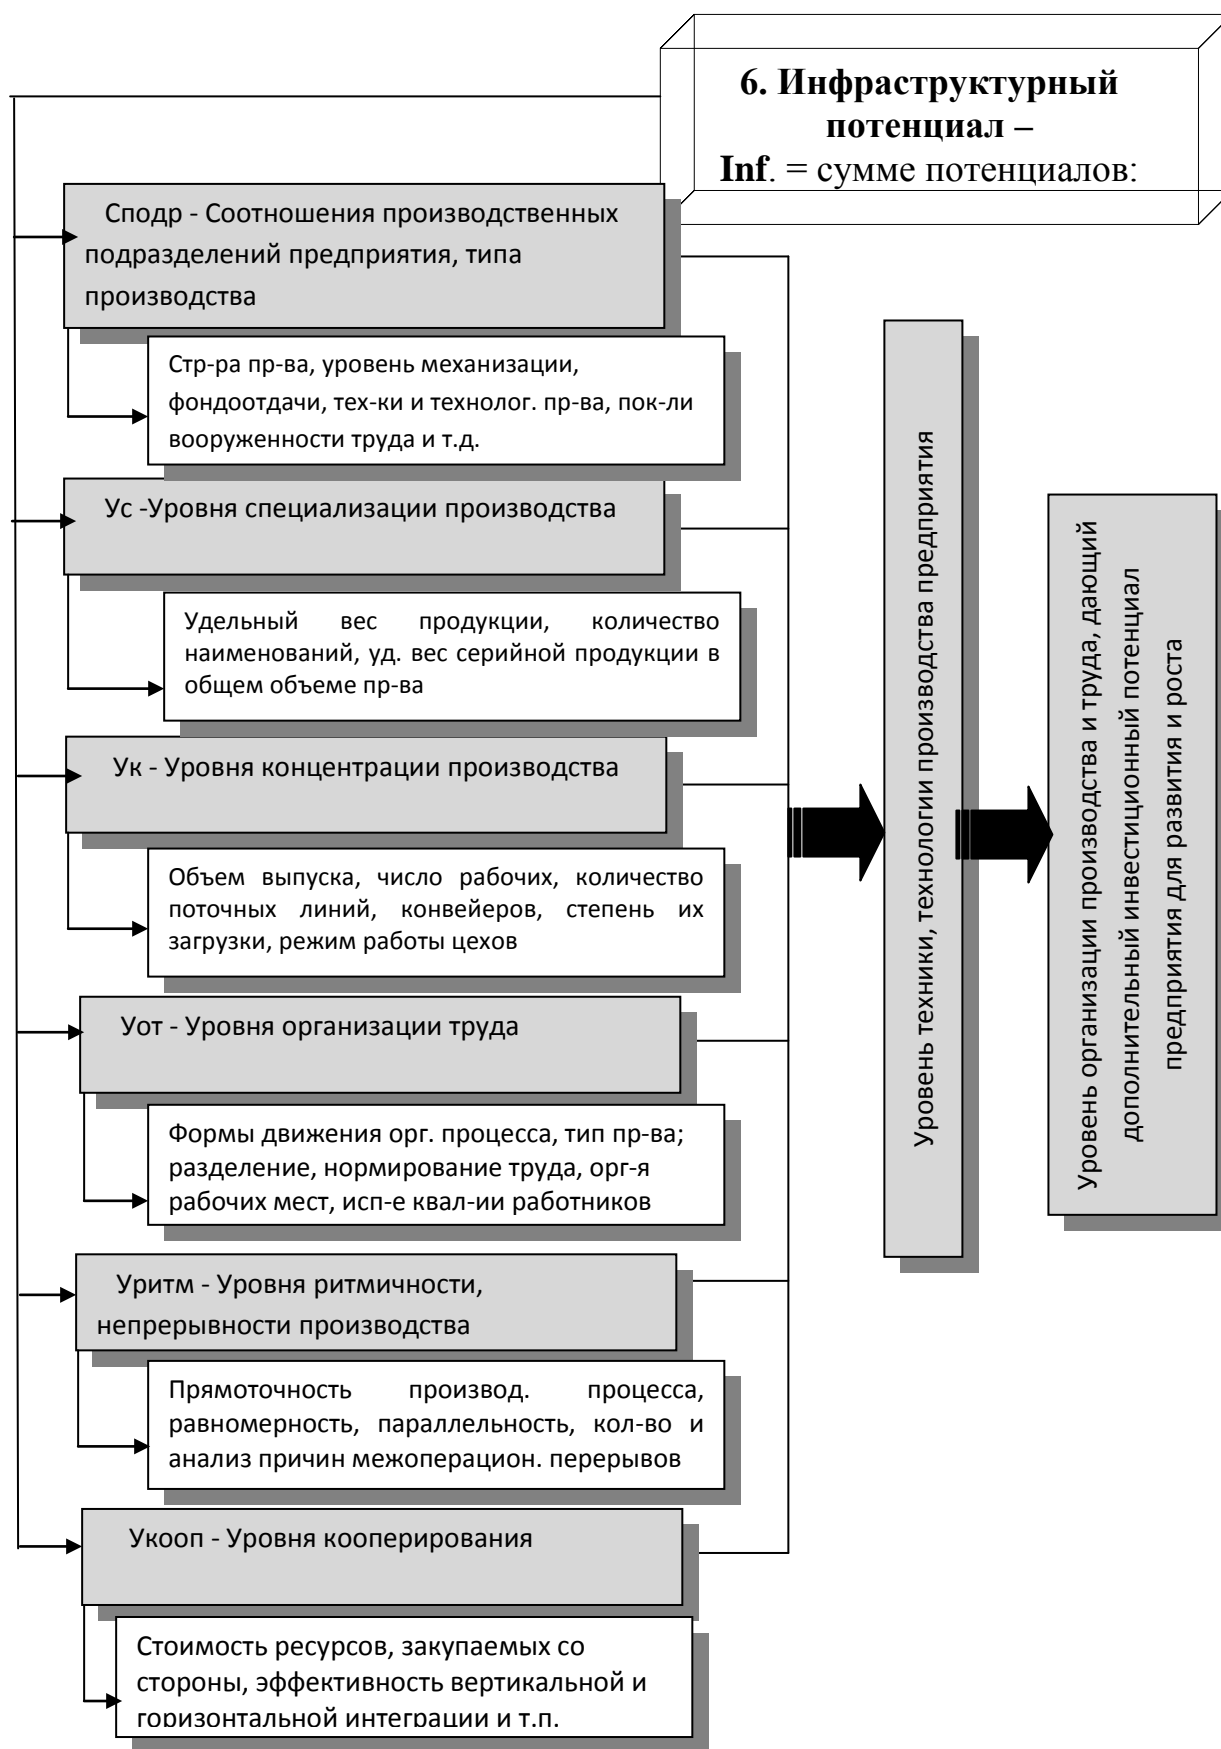 6. Инфраструктурный
потенциал –
Inf. = сумме потенциалов:
Сподр - Соотношения производственных
подразделений предприятия, типа
производства
Стр-ра пр-ва, уровень механизации,
фондоотдачи, тех-ки и технолог. пр-ва, пок-ли
вооруженности труда и т.д.
Ус -Уровня специализации производства
Удельный вес продукции, количество
наименований, уд. вес серийной продукции в
общем объеме пр-ва
Ук - Уровня концентрации производства
Объем выпуска, число рабочих, количество
поточных линий, конвейеров, степень их
загрузки, режим работы цехов
Уот - Уровня организации труда
Формы движения орг. процесса, тип пр-ва;
разделение, нормирование труда, орг-я
рабочих мест, исп-е квал-ии работников
Уритм - Уровня ритмичности,
непрерывности производства
Прямоточность производ. процесса,
равномерность, параллельность, кол-во и
анализ причин межоперацион. перерывов
Укооп - Уровня кооперирования
Стоимость ресурсов, закупаемых со
стороны, эффективность вертикальной и
горизонтальной интеграции и т.п.
Уровень техники, технологии производства предприятия
Уровень организации производства и труда, дающий
дополнительный инвестиционный потенциал
предприятия для развития и роста